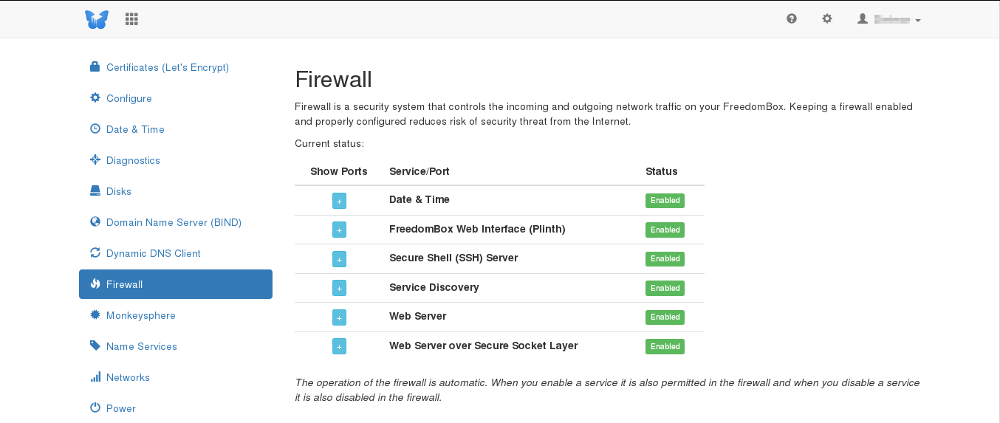 Certificates (Let's Encrypt)
Configure
Date & Time
Diagnostics
Disks
Domain Name Server (BIND)
Dynamic DNS Client
Firewall
Monkeysphere
Name Services
Networks
Power
Firewall
Firewall is a security system that controls the incoming and outgoing network traffic on your FreedomBox. Keeping a firewall enabled
and properly configured reduces risk of security threat from the Internet.
Current status:
Show Ports Service/Port Status
+ Date & Time Enabled
+ FreedomBox Web Interface (Plinth) Enabled
+ Secure Shell (SSH) Server Enabled
+ Service Discovery Enabled
+ Web Server Enabled
+ Web Server over Secure Socket Layer Enabled
The operation of the firewall is automatic. When you enable a service it is also permitted in the firewall and when you disable a service
it is also disabled in the firewall.